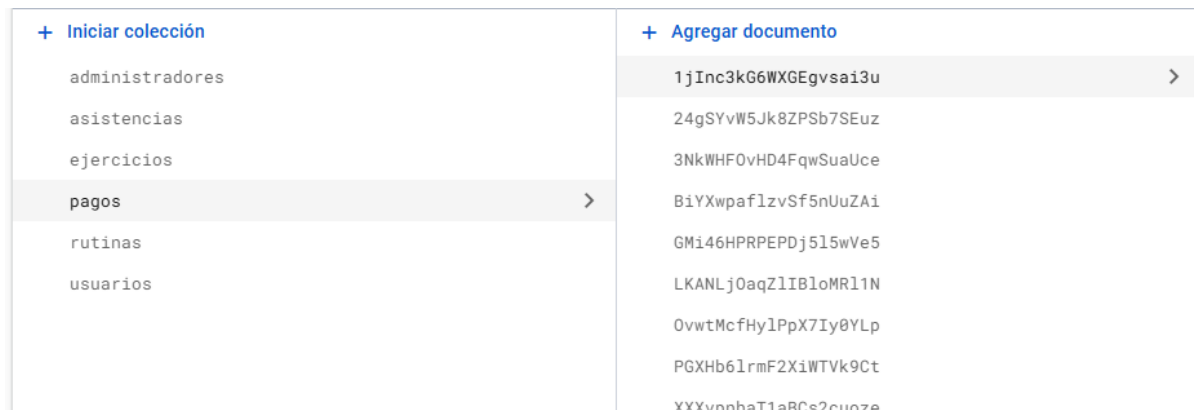 + Iniciar colección
administradores
asistencias
ejercicios
pagos
rutinas
usuarios
+ Agregar documento
1jInc3kG6WXGEgvsai3u
24gSYvW5Jk8ZPSb7SEuz
3NkWHFOvHD4FqwSuaUce
BiYXwpaflzvSf5nUuZAi
GMi46HPRPEPDj5l5wVe5
LKANLjOaqZlIBloMRl1N
OvwtMcfHylPpX7Iy0YLp
PGXHb6lrmF2XiWTVk9Ct